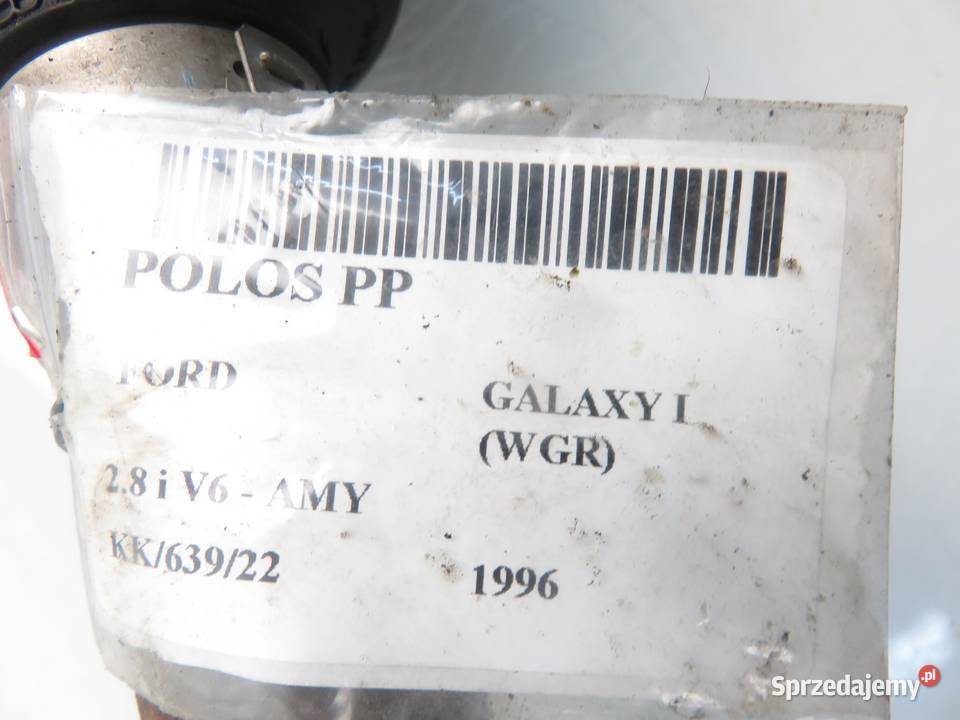 POLOS PP
FORD
GALAXY I
(WGR)
2.8 i V6 - AMY
KK/639/22
1996
Sprzedajemy.pl